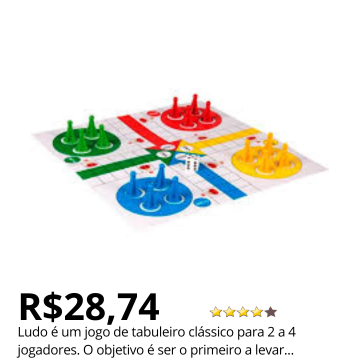 R$28,74
Ludo é um jogo de tabuleiro clássico para 2 a 4
jogadores. O objetivo é ser o primeiro a levar...